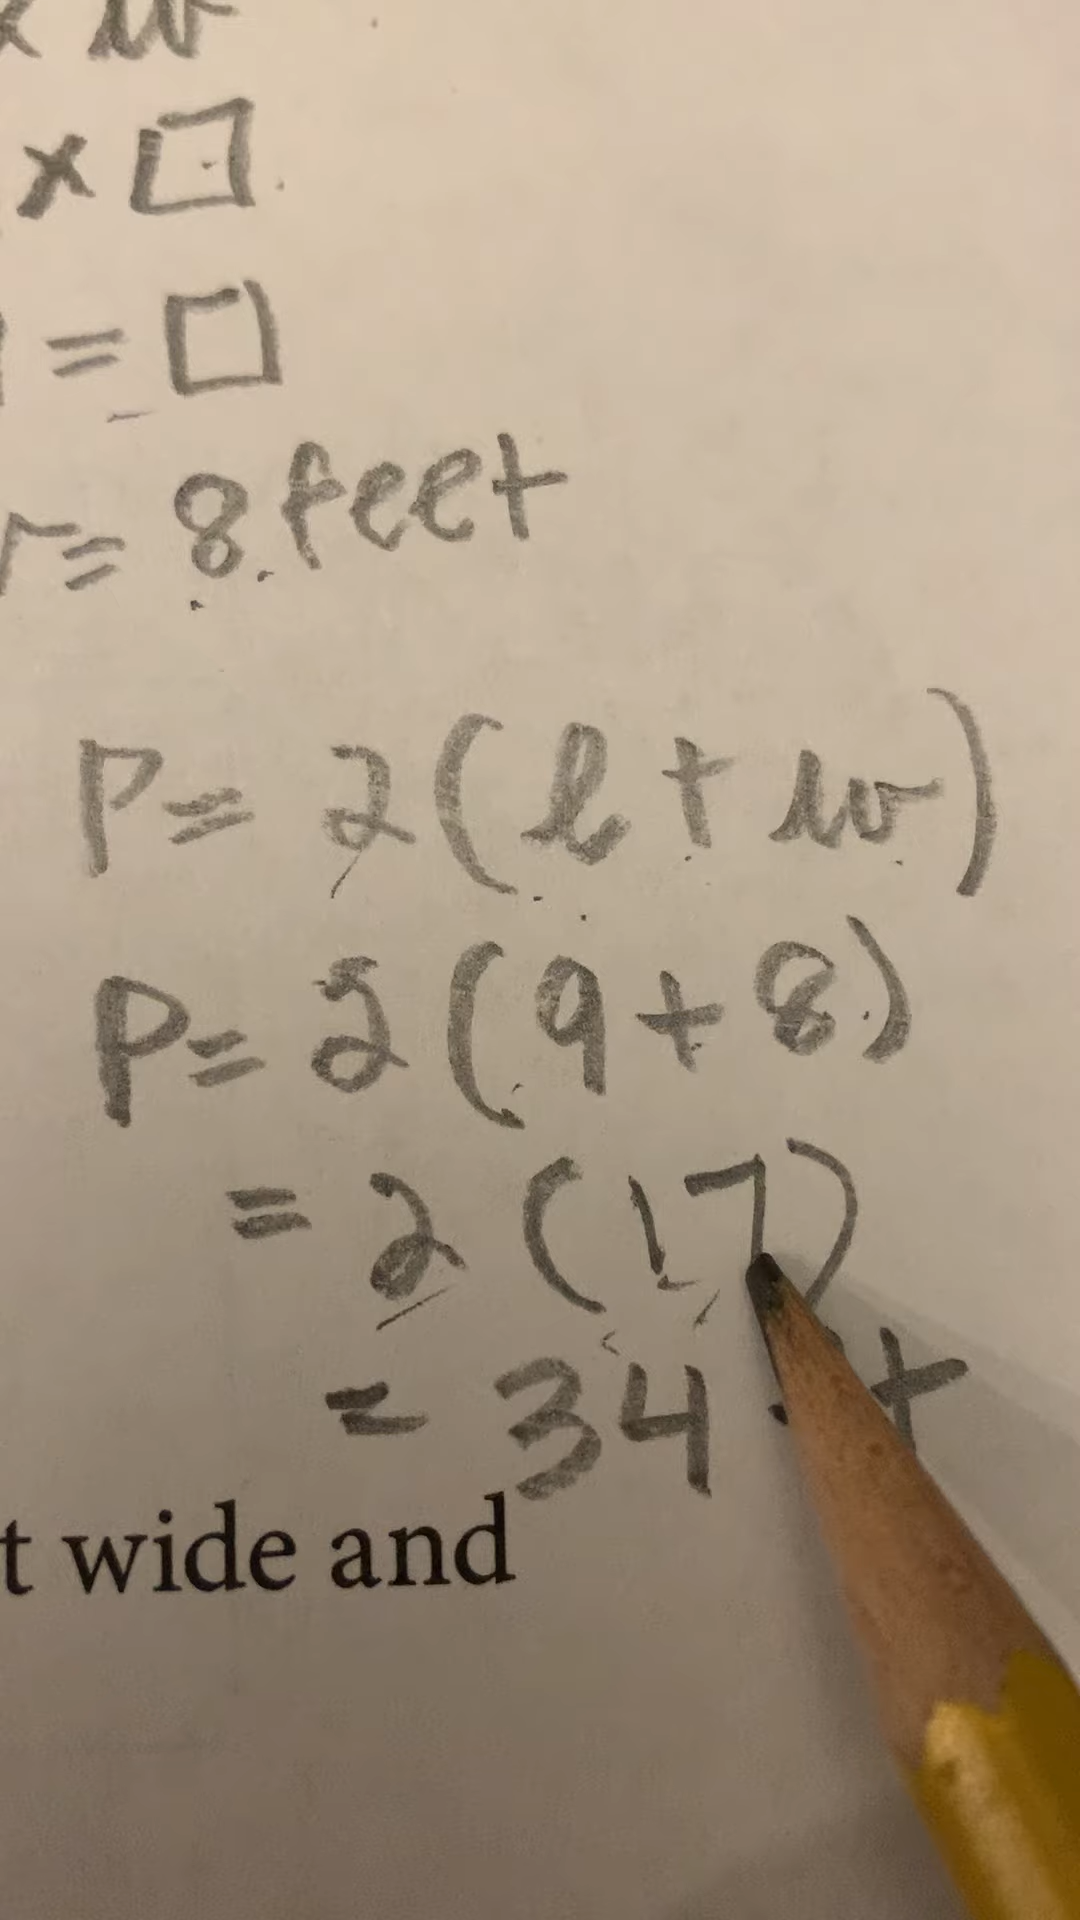 x w
x □
= □
= 8 feet
P = 2 ( l + w )
P = 2 ( 9 + 8 )
= 2 ( 17 )
= 34
t wide and